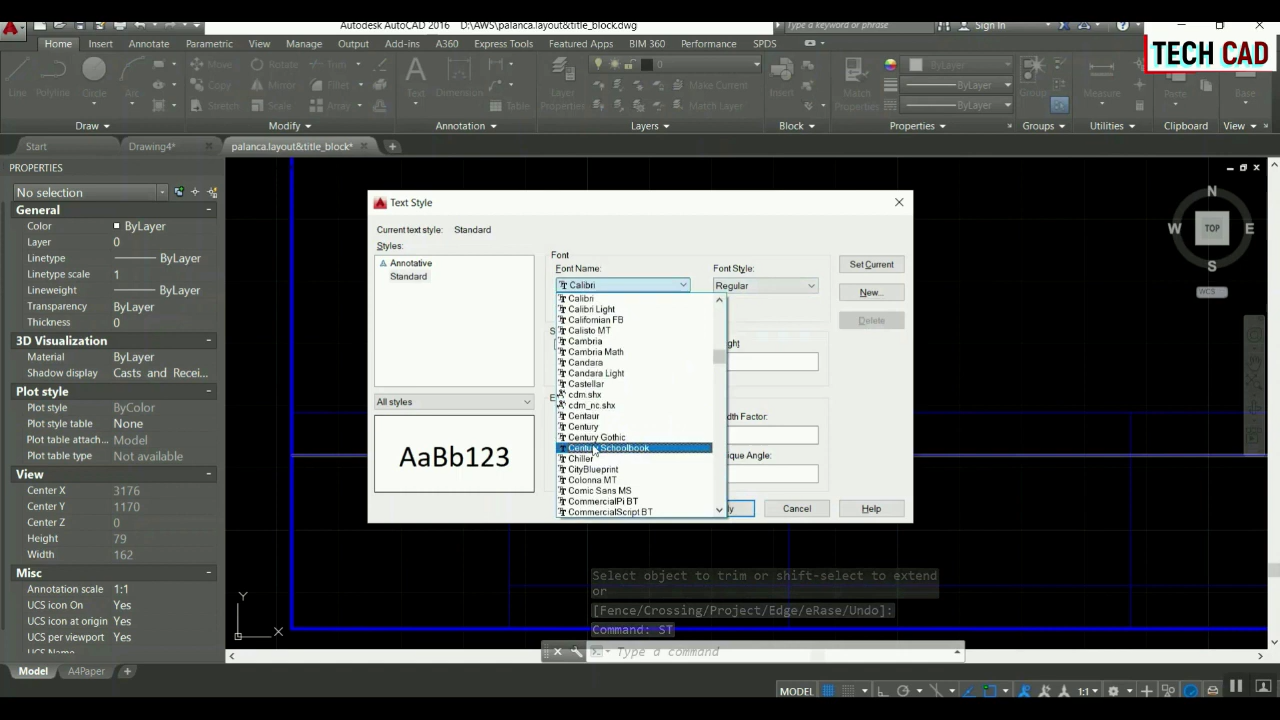 Autodesk AutoCAD 2016 D:\AWS\palanca.layout&title_block.dwg
Type a keyword or phrase
Sign In
TECH CAD
Home Insert Annotate Parametric View Manage Output Add-ins A360 Express Tools Featured Apps BIM 360 Performance SPDS
Line Polyline Circle Arc
Move Rotate Trim
Copy Mirror Fillet
Stretch Scale Array
Text Dimension Table
Layer Properties
0
Make Current
Match Layer
Insert
Match Properties
ByLayer
ByLayer
ByLayer
Group Measure Paste Base
Draw Modify Annotation Layers Block Properties Groups Utilities Clipboard View
Start Drawing4* palanca.layout&title_block*
PROPERTIES
No selection
General
Color ByLayer
Layer 0
Linetype ByLayer
Linetype scale 1
Lineweight ByLayer
Transparency ByLayer
Thickness 0
3D Visualization
Material ByLayer
Shadow display Casts and Recei...
Plot style
Plot style ByColor
Plot style table None
Plot table attach... Model
Plot table type Not available
View
Center X 3176
Center Y 1170
Center Z 0
Height 79
Width 162
Misc
Annotation scale 1:1
UCS icon On Yes
UCS icon at origin Yes
UCS per viewport Yes
UCS Name
Text Style
Current text style: Standard
Styles:
Annotative
Standard
All styles
AaBb123
Font
Font Name:
Calibri
Font Style:
Regular
Calibri
Calibri Light
Californian FB
Calisto MT
Cambria
Cambria Math
Candara
Candara Light
Castellar
cdm.shx
cdm_nc.shx
Centaur
Century
Century Gothic
Century Schoolbook
Chiller
CityBlueprint
Colonna MT
Comic Sans MS
CommercialPi BT
CommercialScript BT
Set Current
New...
Delete
Cancel
Help
N
W TOP E
S
WCS
Select object to trim or shift-select to extend
or
[Fence/Crossing/Project/Edge/eRase/Undo]:
Command: ST
Type a command
Y
X
Model A4Paper
MODEL 1:1